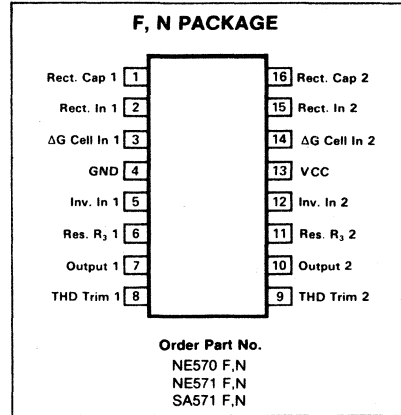 F, N PACKAGE
Rect. Cap 1 1 16 Rect. Cap 2
Rect. In 1 2 15 Rect. In 2
ΔG Cell In 1 3 14 ΔG Cell In 2
GND 4 13 VCC
Inv. In 1 5 12 Inv. In 2
Res. R₃ 1 6 11 Res. R₃ 2
Output 1 7 10 Output 2
THD Trim 1 8 9 THD Trim 2
Order Part No.
NE570 F,N
NE571 F,N
SA571 F,N